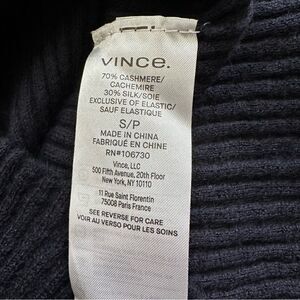 VINCE.
70% CASHMERE/
CACHEMIRE
30% SILK/SOIE
EXCLUSIVE OF ELASTIC/
SAUF ELASTIQUE
S/P
MADE IN CHINA
FABRIQUÉ EN CHINE
RN#106730
Vince, LLC
500 Fifth Avenue, 20th Floor
New York, NY 10110
11 Rue Saint Florentin
75008 Paris France
SEE REVERSE FOR CARE
VOIR AU VERSO POUR LES SOINS